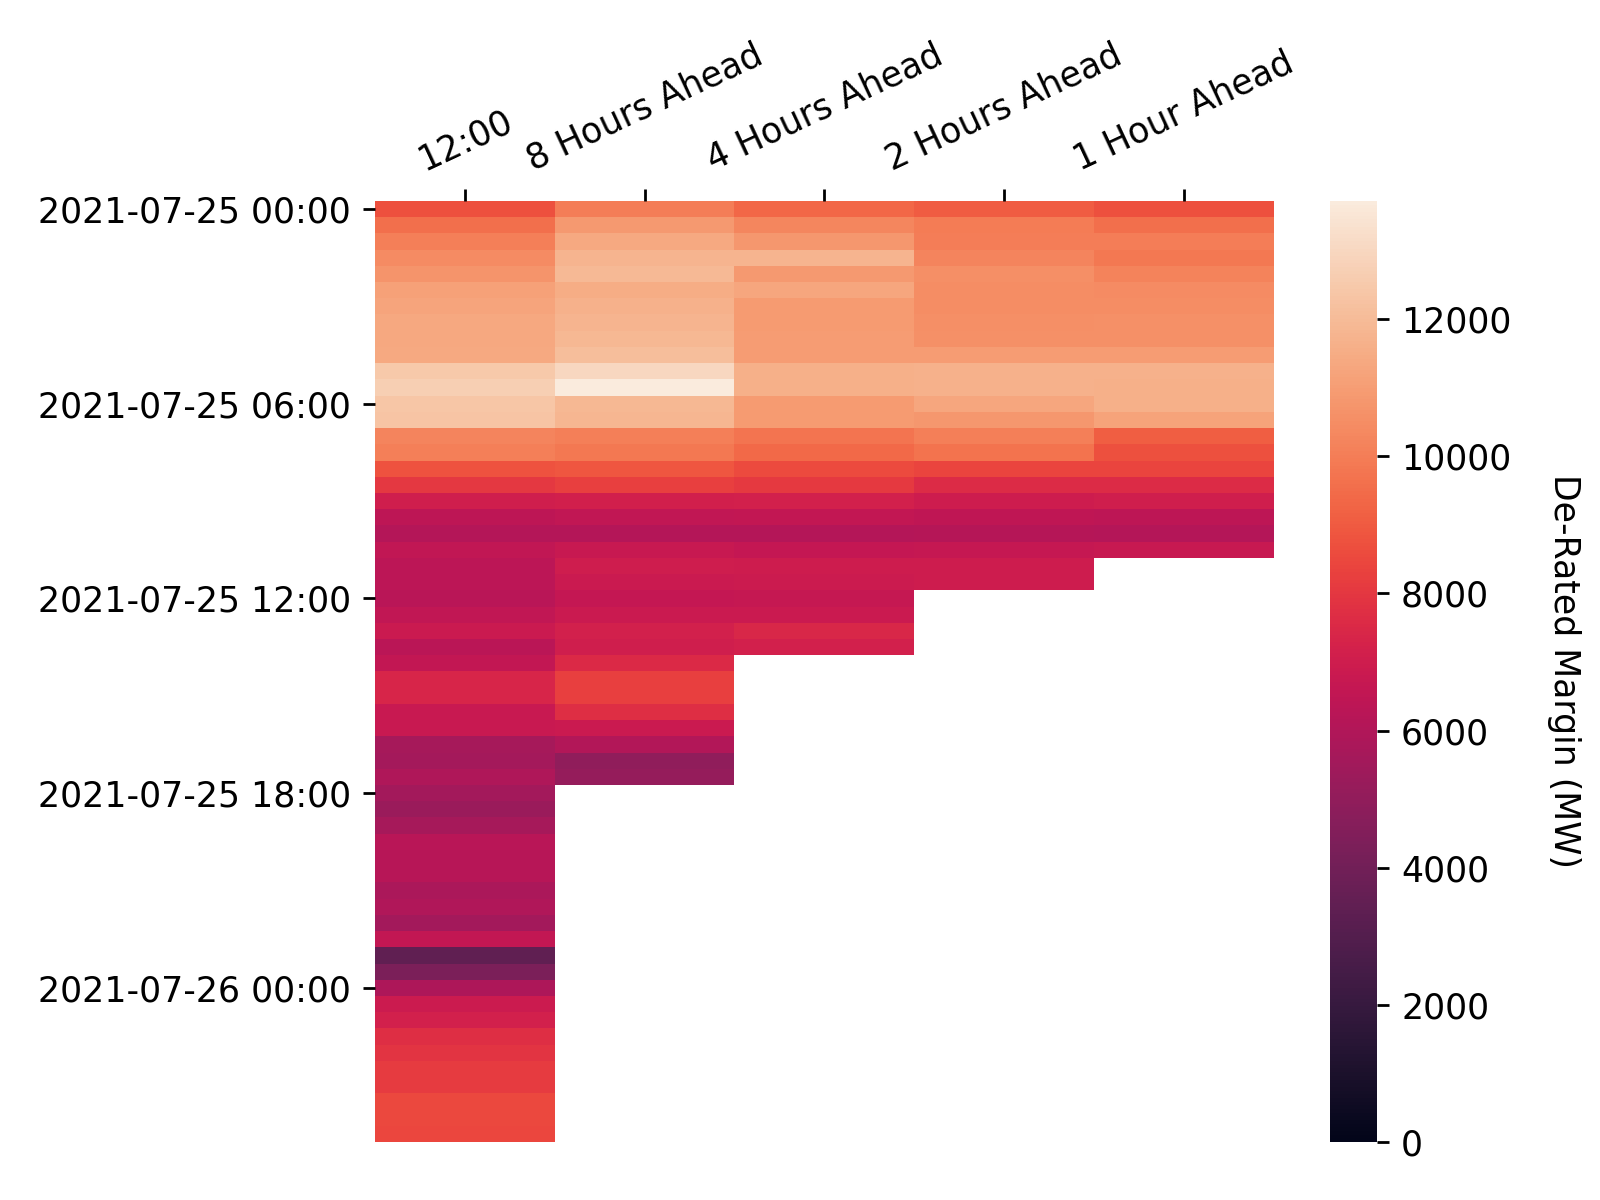 12:00
8 Hours Ahead
4 Hours Ahead
2 Hours Ahead
1 Hour Ahead
2021-07-25 00:00
2021-07-25 06:00
2021-07-25 12:00
2021-07-25 18:00
2021-07-26 00:00
12000
10000
8000
6000
4000
2000
0
De-Rated Margin (MW)